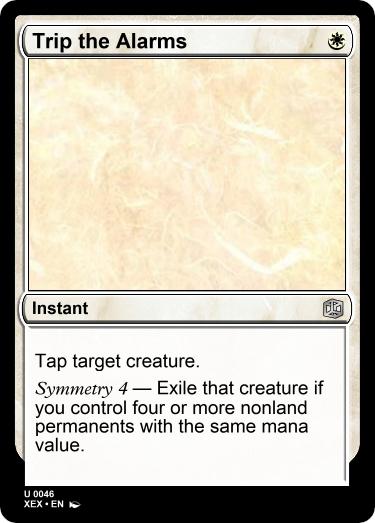 Trip the Alarms
Instant
Tap target creature.
Symmetry 4 — Exile that creature if
you control four or more nonland
permanents with the same mana
value.
U 0046
XEX • EN